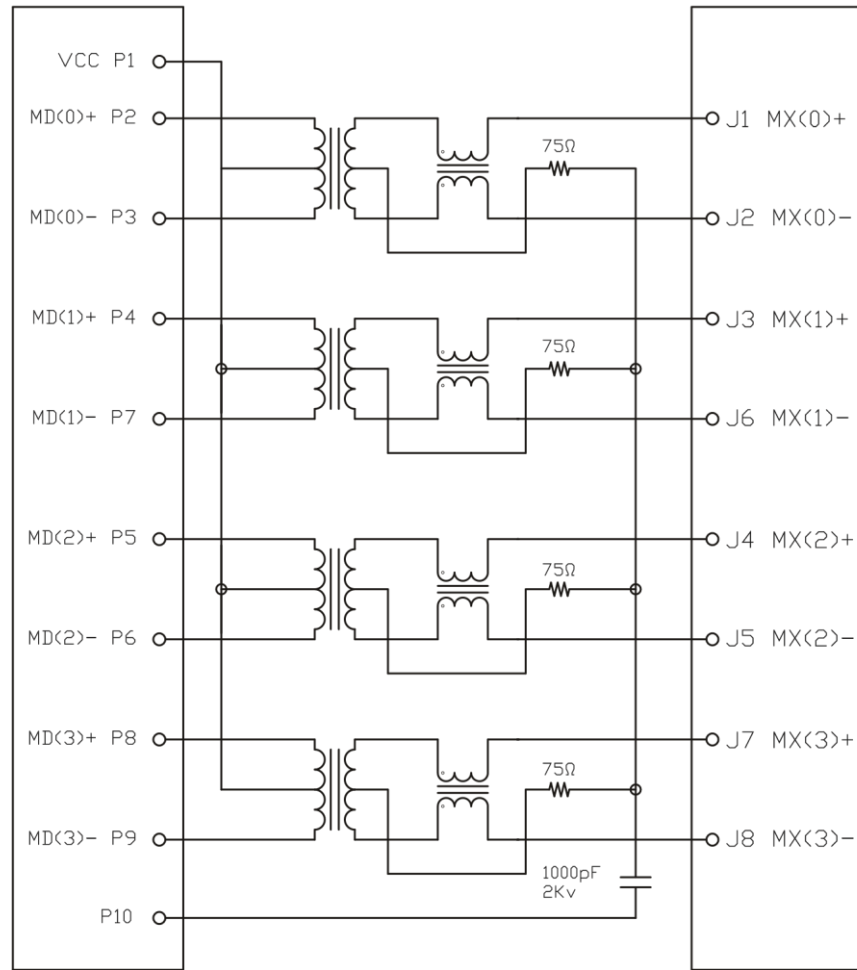 VCC P1
MD(0)+ P2
J1 MX(0)+
75Ω
MD(0)- P3
J2 MX(0)-
MD(1)+ P4
J3 MX(1)+
75Ω
MD(1)- P7
J6 MX(1)-
MD(2)+ P5
J4 MX(2)+
75Ω
MD(2)- P6
J5 MX(2)-
MD(3)+ P8
J7 MX(3)+
75Ω
MD(3)- P9
J8 MX(3)-
1000pF
2Kv
P10